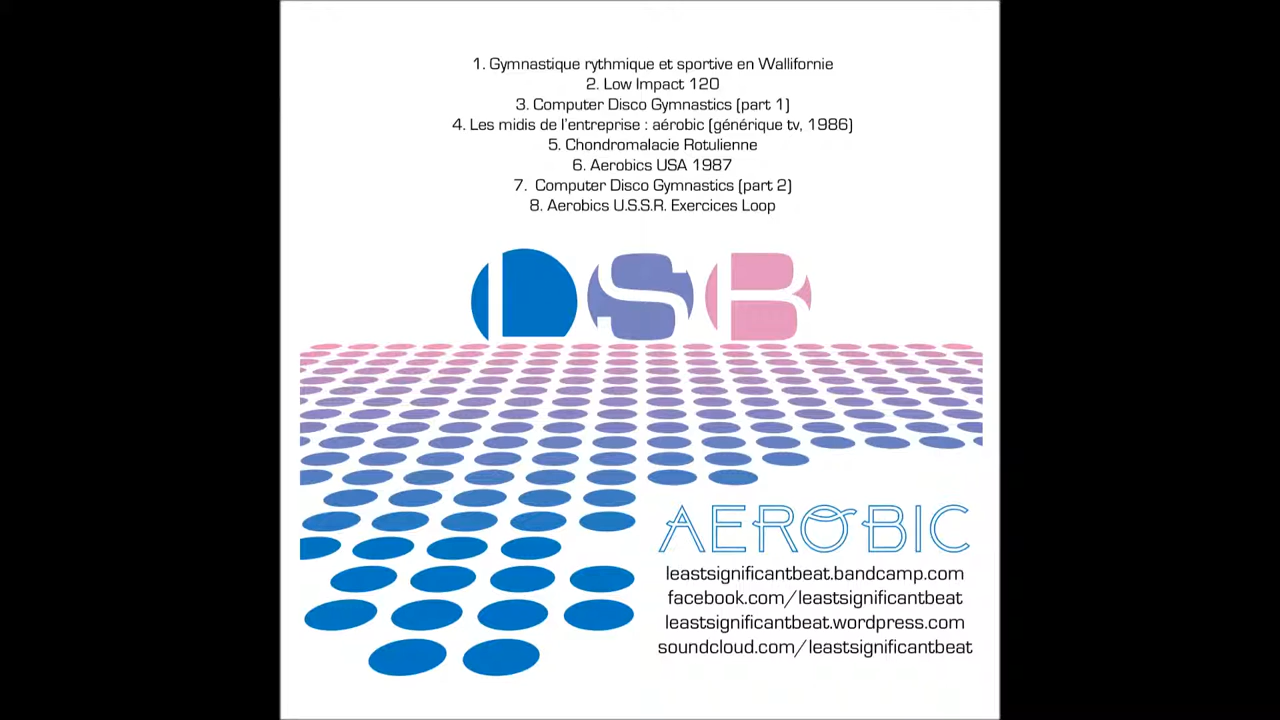 1. Gymnastique rythmique et sportive en Wallifornie
2. Low Impact 120
3. Computer Disco Gymnastics (part 1)
4. Les midis de l'entreprise : aérobic (générique tv, 1986)
5. Chondromalacie Rotulienne
6. Aerobics USA 1987
7. Computer Disco Gymnastics (part 2)
8. Aerobics U.S.S.R. Exercices Loop
LSB
AEROBIC
leastsignificantbeat.bandcamp.com
facebook.com/leastsignificantbeat
leastsignificantbeat.wordpress.com
soundcloud.com/leastsignificantbeat